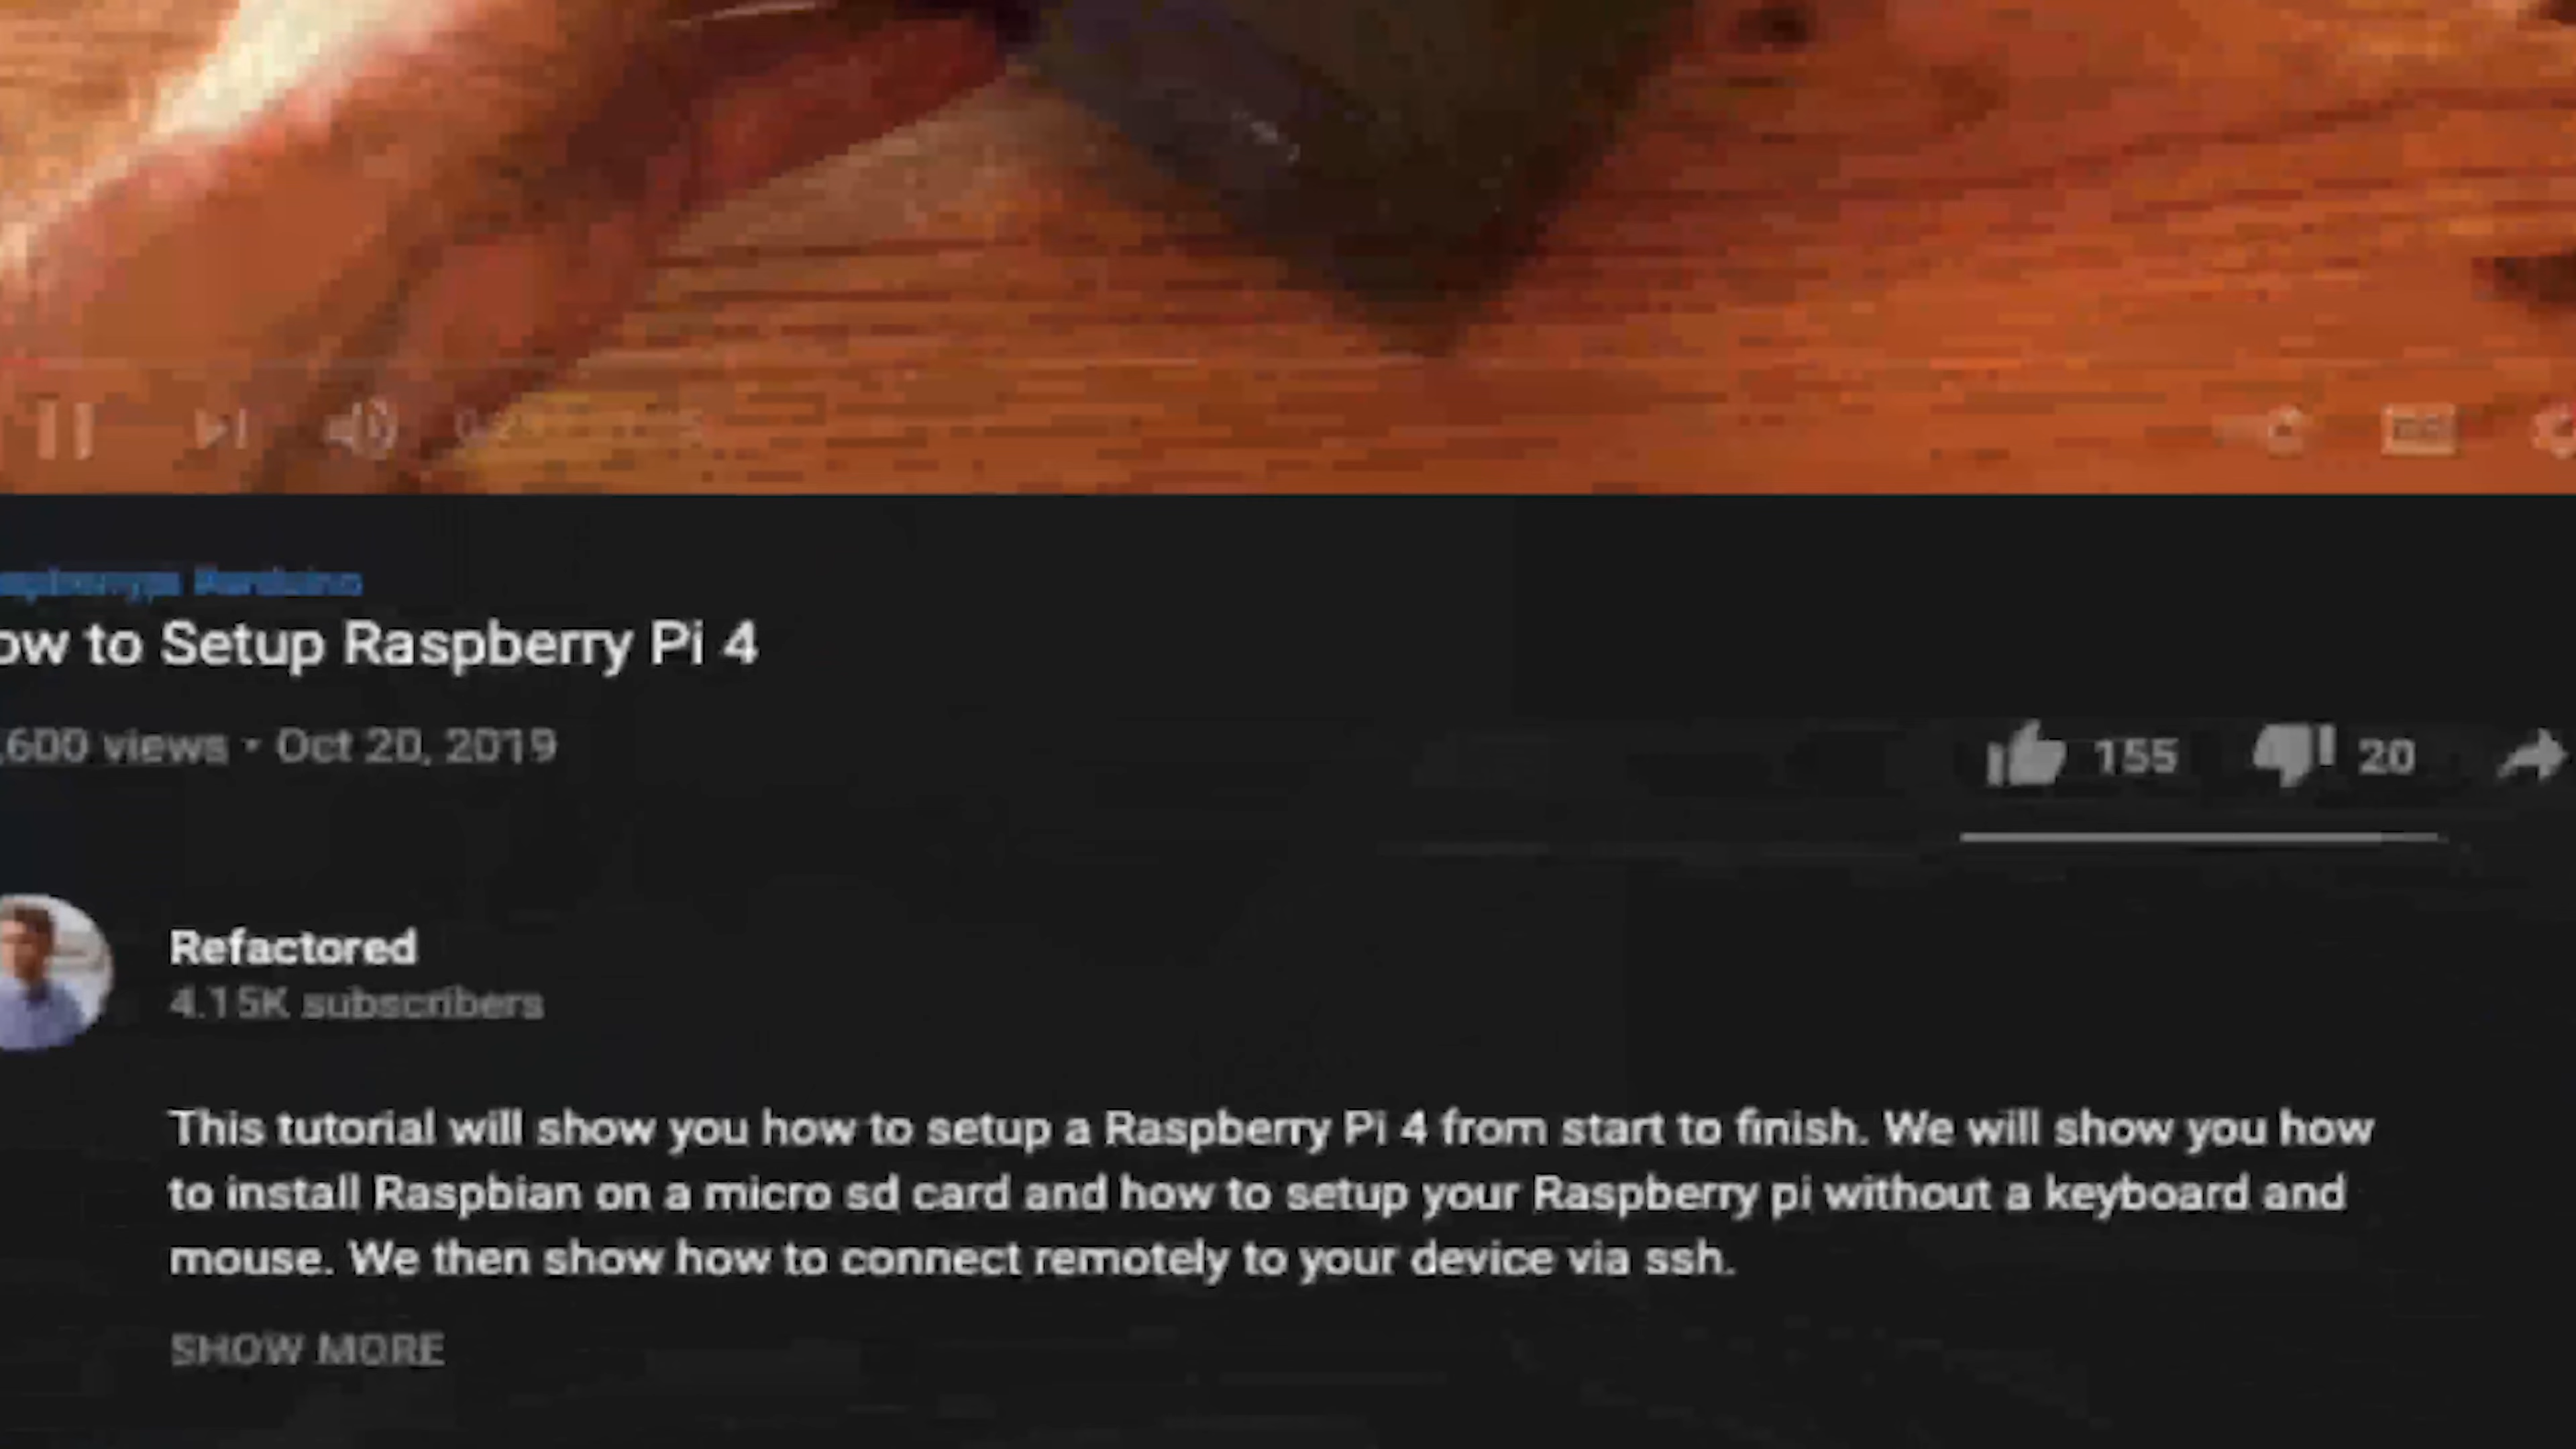 ow to Setup Raspberry Pi 4
,600 views • Oct 20, 2019
155 20
Refactored
4.15K subscribers
This tutorial will show you how to setup a Raspberry Pi 4 from start to finish. We will show you how
to install Raspbian on a micro sd card and how to setup your Raspberry pi without a keyboard and
mouse. We then show how to connect remotely to your device via ssh.
SHOW MORE